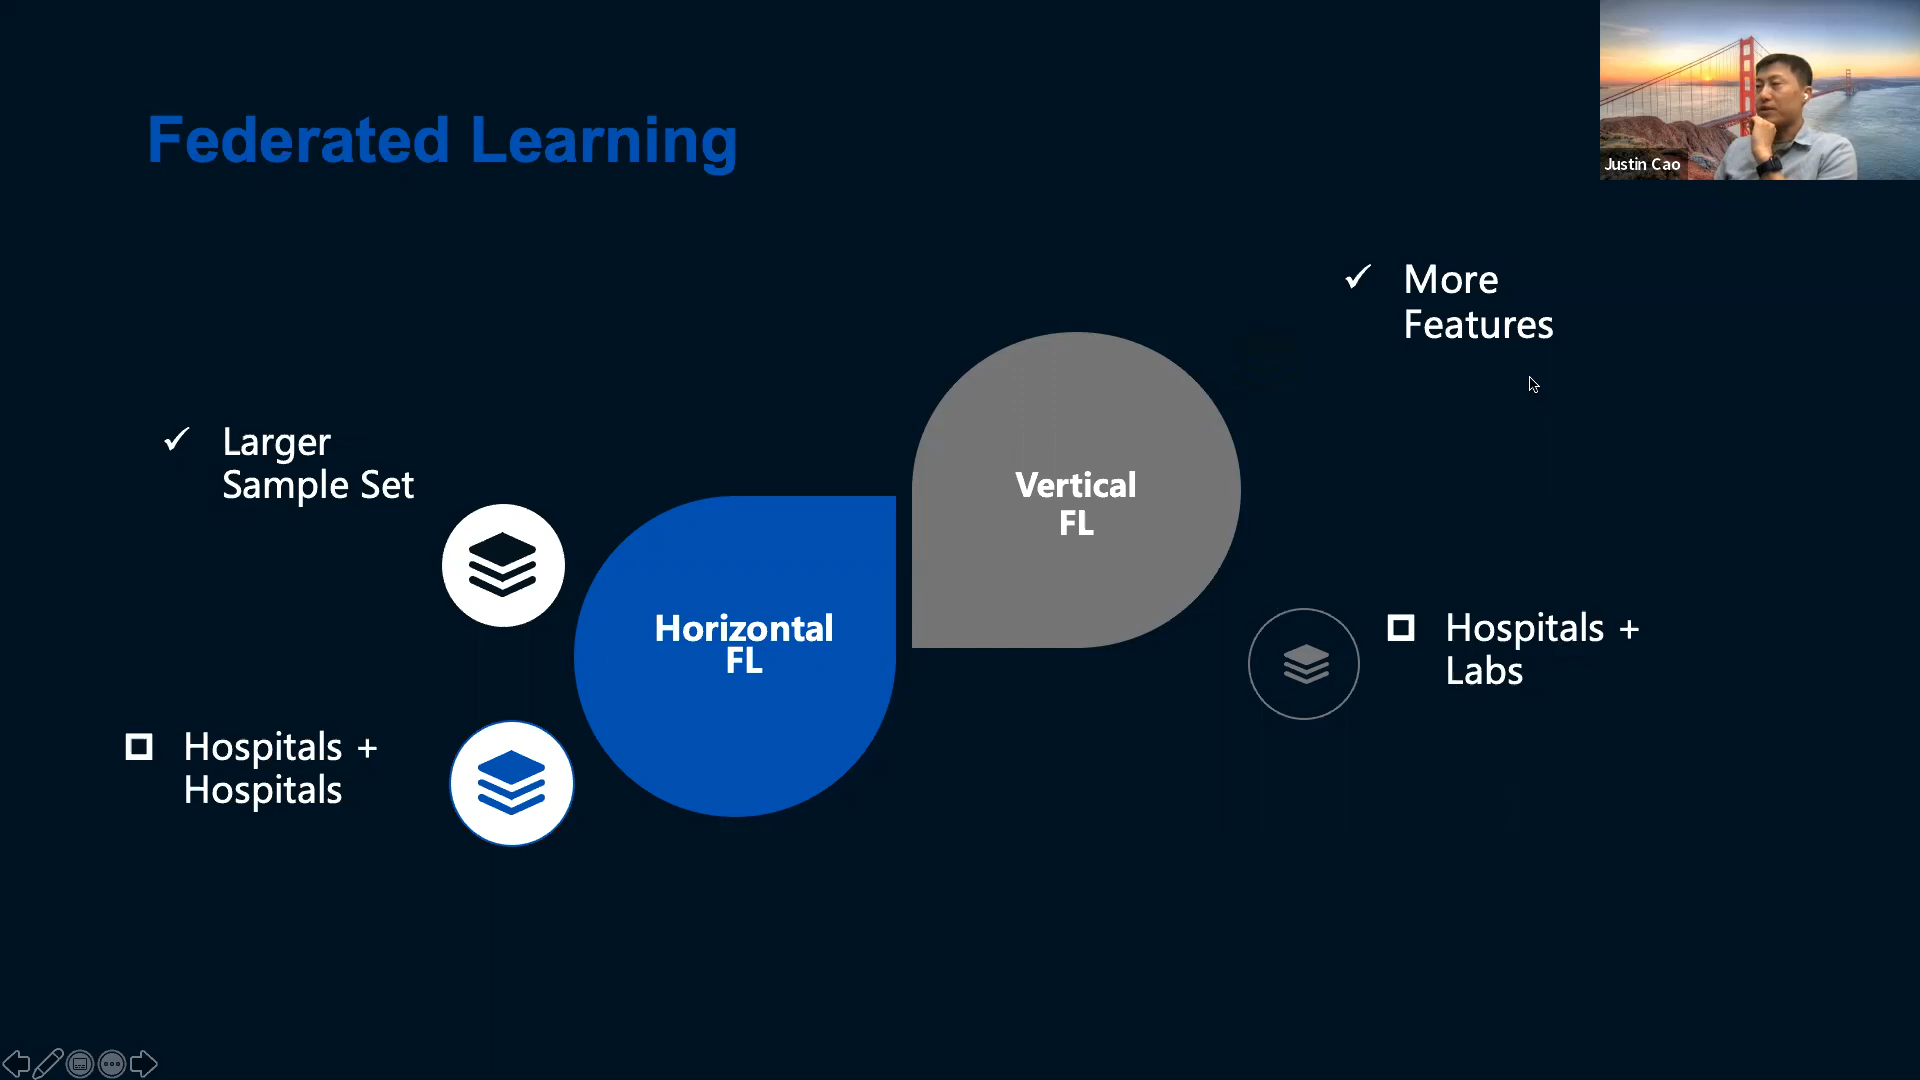 Federated Learning
Justin Cao
More
Features
Larger
Sample Set
Vertical
FL
Horizontal
FL
Hospitals +
Labs
Hospitals +
Hospitals